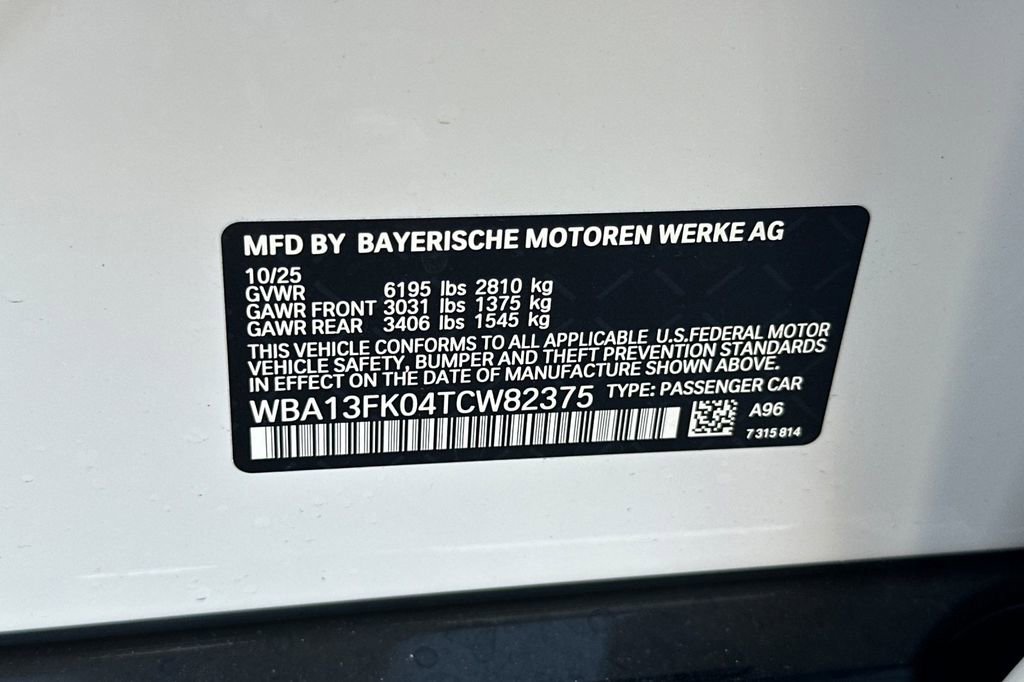 MFD BY BAYERISCHE MOTOREN WERKE AG
10/25
GVWR 6195 lbs 2810 kg
GAWR FRONT 3031 lbs 1375 kg
GAWR REAR 3406 lbs 1545 kg
THIS VEHICLE CONFORMS TO ALL APPLICABLE U.S.FEDERAL MOTOR
VEHICLE SAFETY, BUMPER AND THEFT PREVENTION STANDARDS
IN EFFECT ON THE DATE OF MANUFACTURE SHOWN ABOVE.
WBA13FK04TCW82375 TYPE: PASSENGER CAR
A96
7 315 814